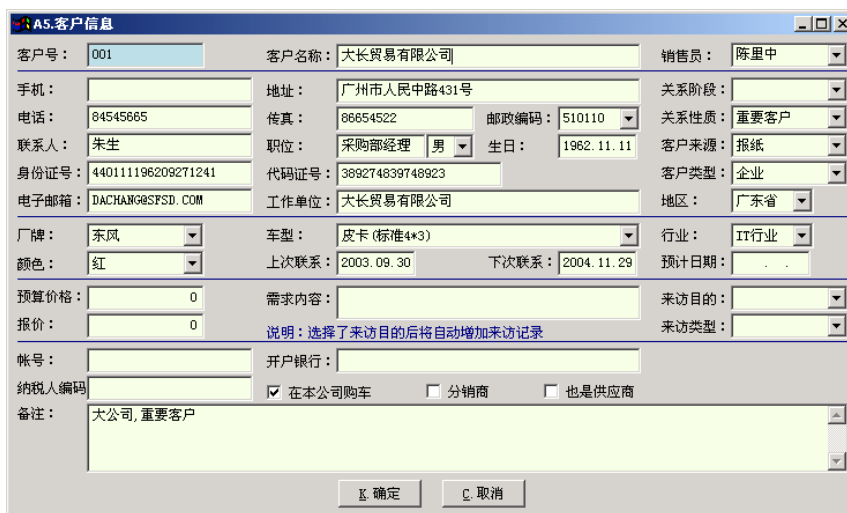 A5.客户信息
客户号： 001 客户名称： 大长贸易有限公司 销售员： 陈里中
手机： 地址： 广州市人民中路431号 关系阶段：
电话： 84545665 传真： 86654522 邮政编码： 510110 关系性质： 重要客户
联系人： 朱生 职位： 采购部经理 男 生日： 1962.11.11 客户来源： 报纸
身份证号： 440111196209271241 代码证号： 389274839748923 客户类型： 企业
电子邮箱： DACHANG@SFSD.COM 工作单位： 大长贸易有限公司 地区： 广东省
厂牌： 东风 车型： 皮卡(标准4*3) 行业： IT行业
颜色： 红 上次联系： 2003.09.30 下次联系： 2004.11.29 预计日期： . .
预算价格： 0 需求内容： 来访目的：
报价： 0 说明：选择了来访目的后将自动增加来访记录 来访类型：
帐号： 开户银行：
纳税人编码 在本公司购车 分销商 也是供应商
备注： 大公司,重要客户
K.确定 C.取消